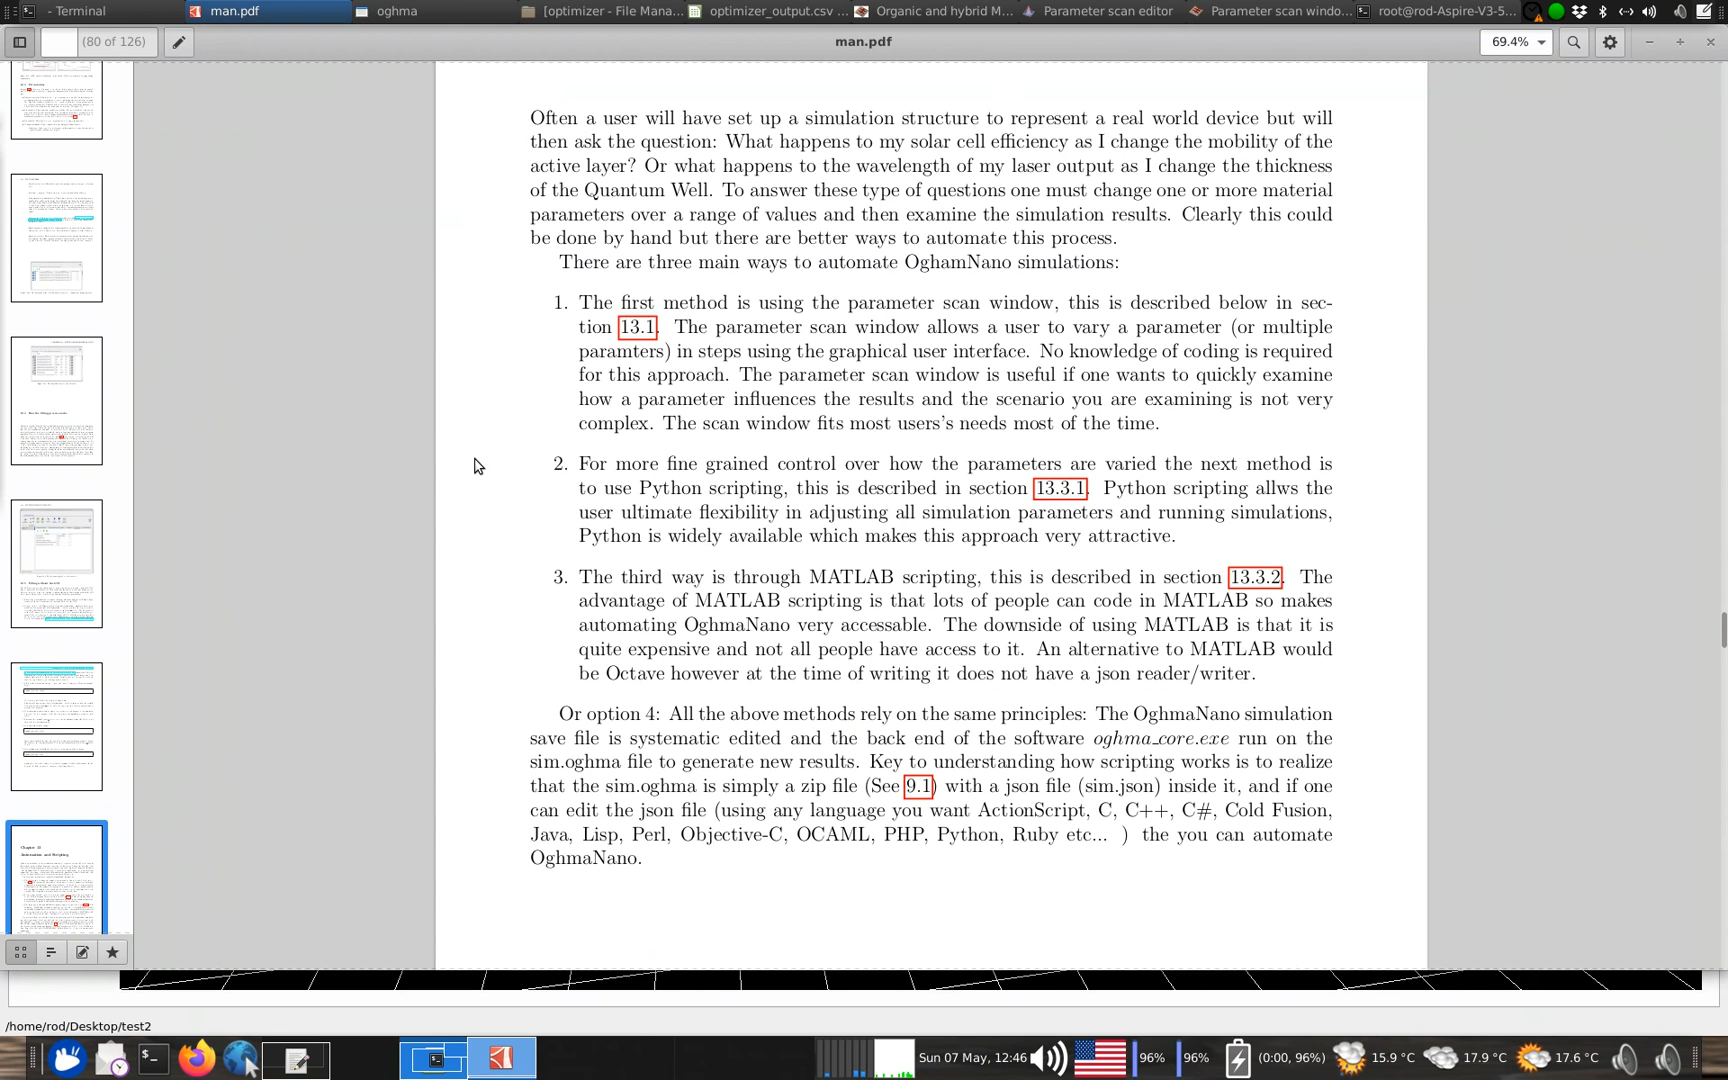 - Terminal
man.pdf
oghma
[optimizer - File Mana...
optimizer_output.csv ...
Organic and hybrid M...
Parameter scan editor
Parameter scan windo...
root@rod-Aspire-V3-5...
(80 of 126)
man.pdf
69.4%
Often a user will have set up a simulation structure to represent a real world device but will
then ask the question: What happens to my solar cell efficiency as I change the mobility of the
active layer? Or what happens to the wavelength of my laser output as I change the thickness
of the Quantum Well. To answer these type of questions one must change one or more material
parameters over a range of values and then examine the simulation results. Clearly this could
be done by hand but there are better ways to automate this process.
There are three main ways to automate OghamNano simulations:
1. The first method is using the parameter scan window, this is described below in sec-
tion 13.1. The parameter scan window allows a user to vary a parameter (or multiple
paramters) in steps using the graphical user interface. No knowledge of coding is required
for this approach. The parameter scan window is useful if one wants to quickly examine
how a parameter influences the results and the scenario you are examining is not very
complex. The scan window fits most users's needs most of the time.
2. For more fine grained control over how the parameters are varied the next method is
to use Python scripting, this is described in section 13.3.1. Python scripting allws the
user ultimate flexibility in adjusting all simulation parameters and running simulations,
Python is widely available which makes this approach very attractive.
3. The third way is through MATLAB scripting, this is described in section 13.3.2. The
advantage of MATLAB scripting is that lots of people can code in MATLAB so makes
automating OghmaNano very accessable. The downside of using MATLAB is that it is
quite expensive and not all people have access to it. An alternative to MATLAB would
be Octave however at the time of writing it does not have a json reader/writer.
Or option 4: All the above methods rely on the same principles: The OghmaNano simulation
save file is systematic edited and the back end of the software oghma_core.exe run on the
sim.oghma file to generate new results. Key to understanding how scripting works is to realize
that the sim.oghma is simply a zip file (See 9.1) with a json file (sim.json) inside it, and if one
can edit the json file (using any language you want ActionScript, C, C++, C#, Cold Fusion,
Java, Lisp, Perl, Objective-C, OCAML, PHP, Python, Ruby etc... ) the you can automate
OghmaNano.
/home/rod/Desktop/test2
Sun 07 May, 12:46
96%
96%
(0:00, 96%)
15.9 °C
17.9 °C
17.6 °C